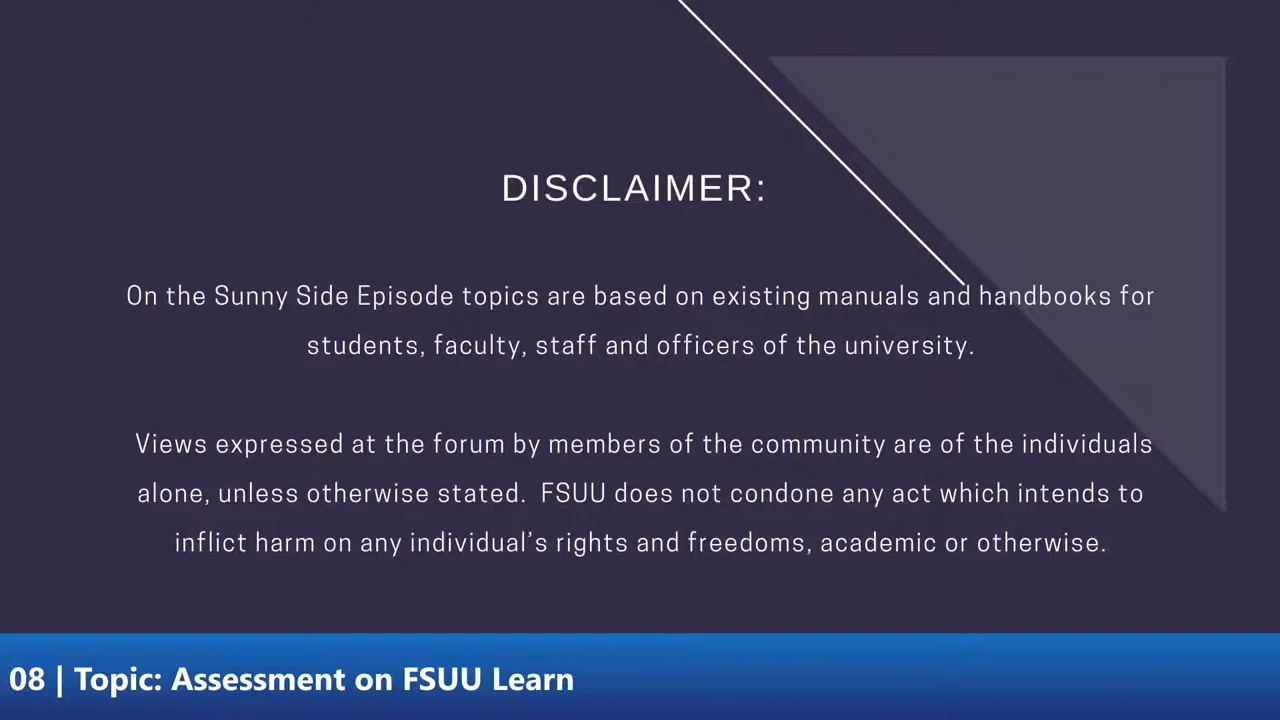 DISCLAIMER:
On the Sunny Side Episode topics are based on existing manuals and handbooks for
students, faculty, staff and officers of the university.
Views expressed at the forum by members of the community are of the individuals
alone, unless otherwise stated.  FSUU does not condone any act which intends to
inflict harm on any individual’s rights and freedoms, academic or otherwise.
08 | Topic: Assessment on FSUU Learn